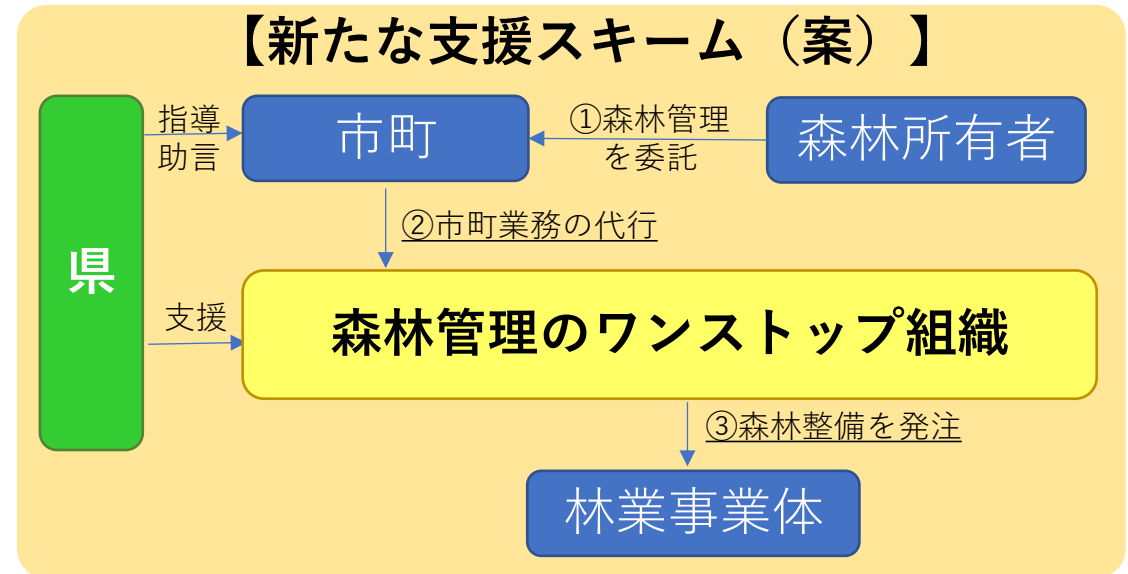 【新たな支援スキーム（案）】
県
指導
助言
市町
①森林管理
を委託
森林所有者
②市町業務の代行
支援
森林管理のワンストップ組織
③森林整備を発注
林業事業体